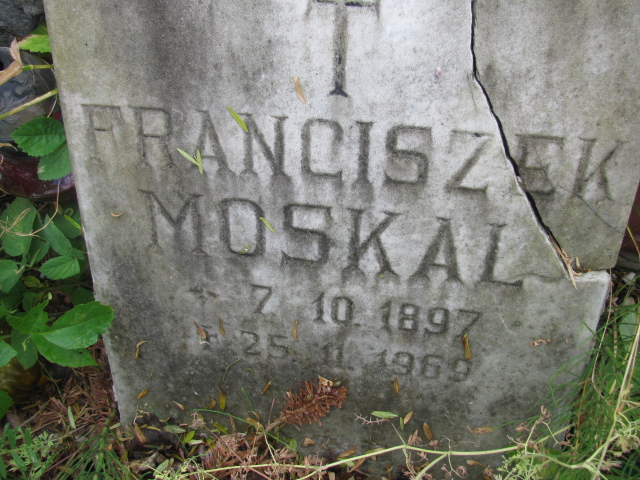 FRANCISZEK
MOSKAL
* 7. 10. 1897
+ 25. 11. 1969